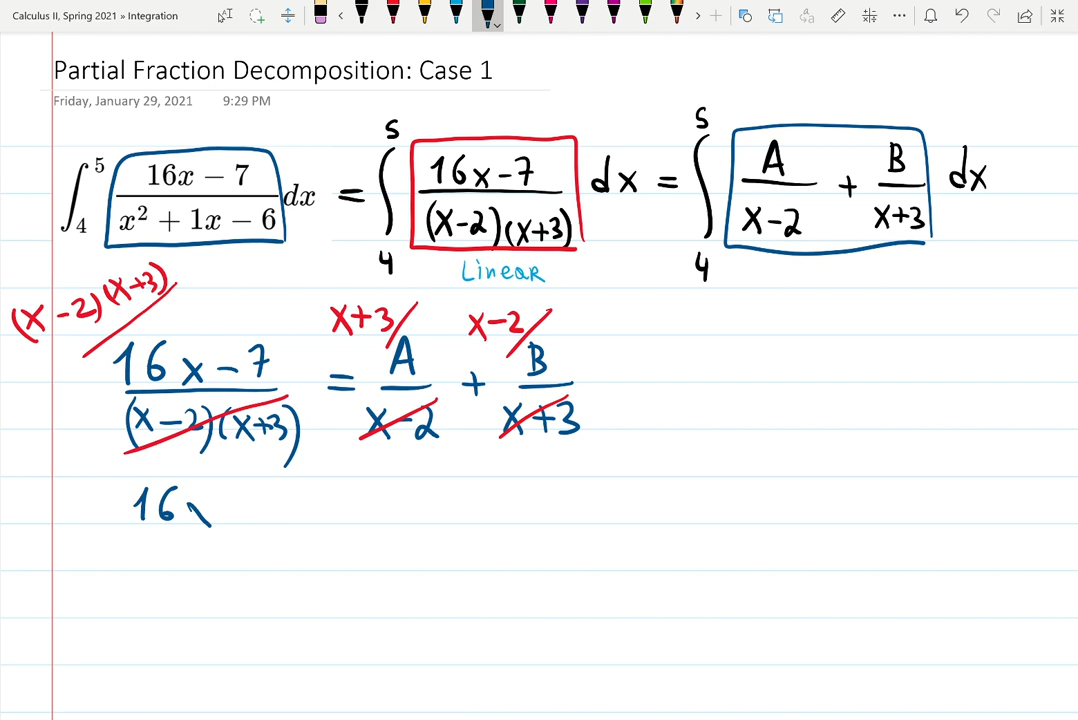 Calculus II, Spring 2021 » Integration
Partial Fraction Decomposition: Case 1
Friday, January 29, 2021 9:29 PM
∫₄⁵ (16x − 7)/(x² + 1x − 6) dx = ∫₄⁵ (16x−7)/((x−2)(x+3)) dx = ∫₄⁵ A/(x−2) + B/(x+3) dx
Linear
(x−2)(x+3)/ x+3/ x−2/
(16x−7)/((x−2)(x+3)) = A/(x−2) + B/(x+3)
16